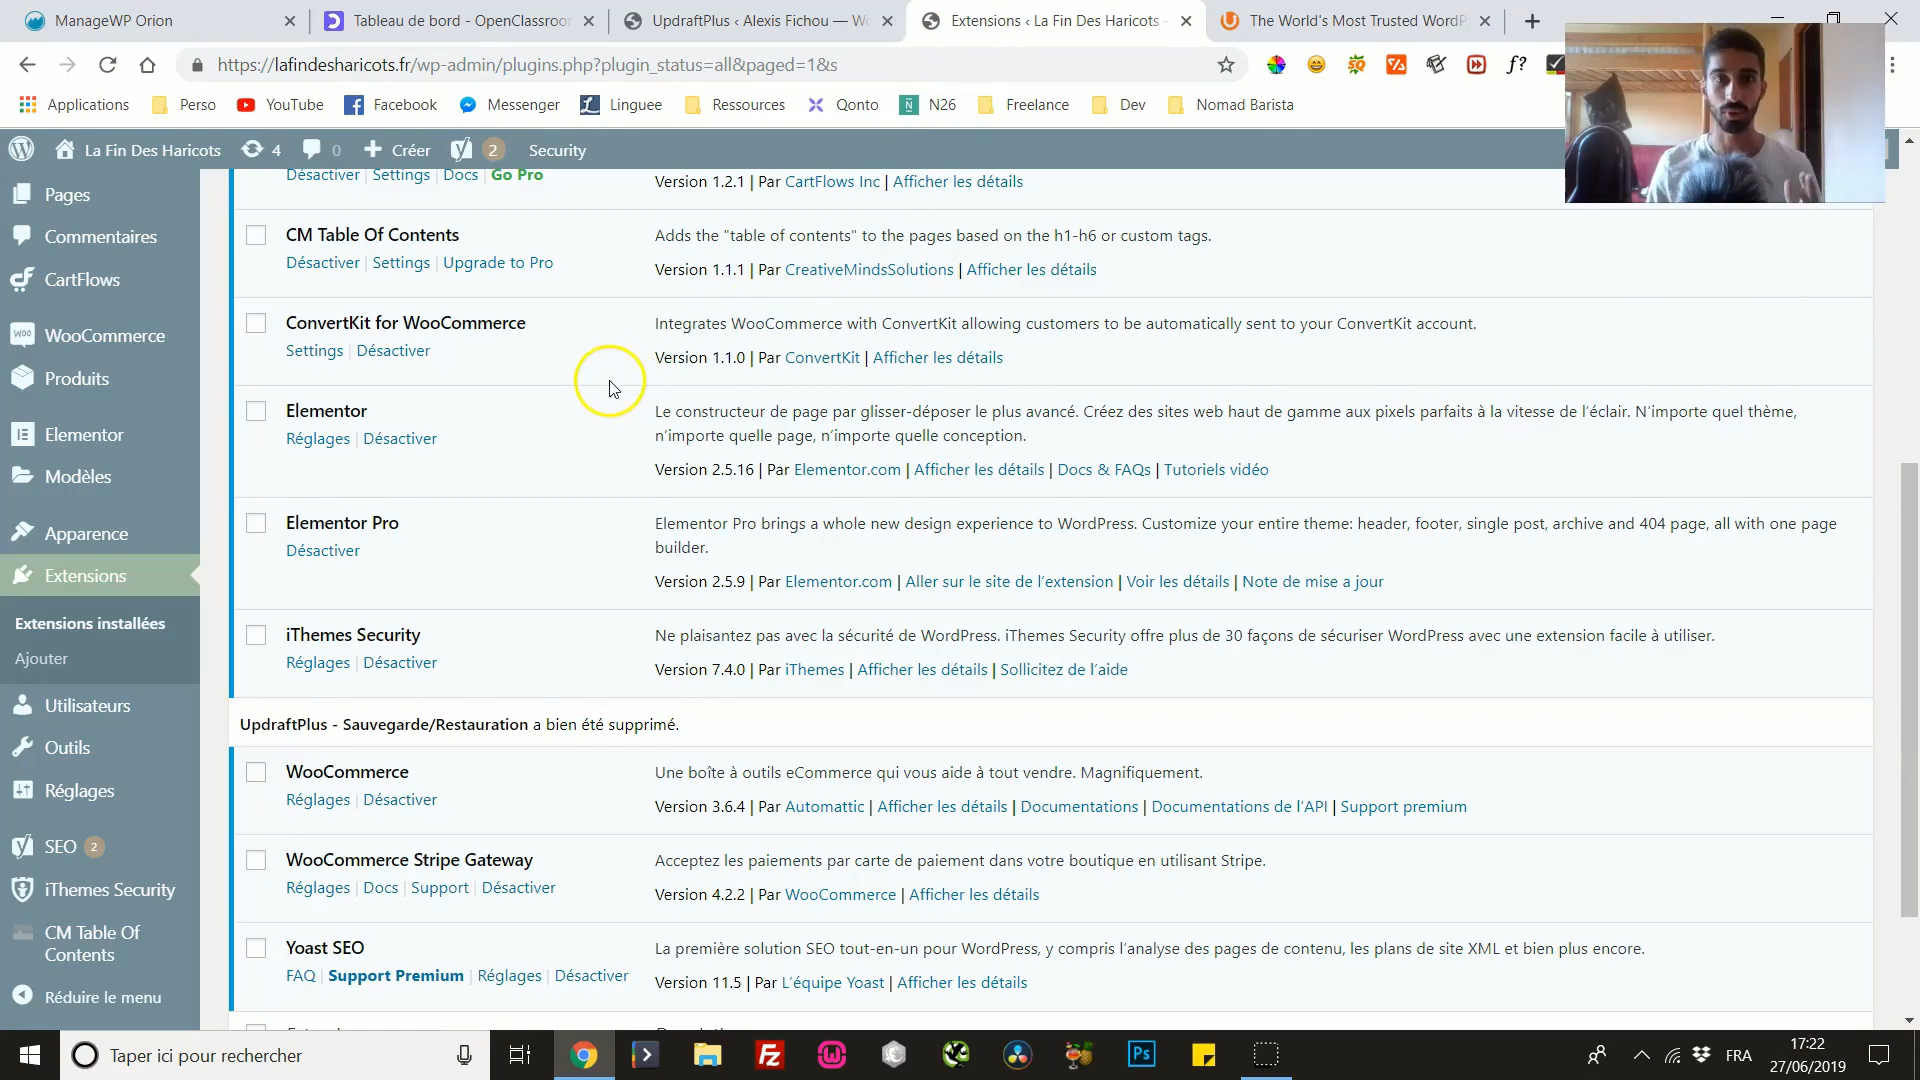 ManageWP Orion
Tableau de bord - OpenClassroo
UpdraftPlus ‹ Alexis Fichou — Wo
Extensions ‹ La Fin Des Haricots -
The World's Most Trusted WordP
https://lafindesharicots.fr/wp-admin/plugins.php?plugin_status=all&paged=1&s
Applications
Perso
YouTube
Facebook
Messenger
Linguee
Ressources
Qonto
N26
Freelance
Dev
Nomad Barista
La Fin Des Haricots
4
0
Créer
2
Security
Pages
Commentaires
CartFlows
WooCommerce
Produits
Elementor
Modèles
Apparence
Extensions
Extensions installées
Ajouter
Utilisateurs
Outils
Réglages
SEO 2
iThemes Security
CM Table Of
Contents
Réduire le menu
Désactiver | Settings | Docs | Go Pro
Version 1.2.1 | Par CartFlows Inc | Afficher les détails
CM Table Of Contents
Désactiver | Settings | Upgrade to Pro
Adds the "table of contents" to the pages based on the h1-h6 or custom tags.
Version 1.1.1 | Par CreativeMindsSolutions | Afficher les détails
ConvertKit for WooCommerce
Settings | Désactiver
Integrates WooCommerce with ConvertKit allowing customers to be automatically sent to your ConvertKit account.
Version 1.1.0 | Par ConvertKit | Afficher les détails
Elementor
Réglages | Désactiver
Le constructeur de page par glisser-déposer le plus avancé. Créez des sites web haut de gamme aux pixels parfaits à la vitesse de l'éclair. N'importe quel thème,
n'importe quelle page, n'importe quelle conception.
Version 2.5.16 | Par Elementor.com | Afficher les détails | Docs & FAQs | Tutoriels vidéo
Elementor Pro
Désactiver
Elementor Pro brings a whole new design experience to WordPress. Customize your entire theme: header, footer, single post, archive and 404 page, all with one page
builder.
Version 2.5.9 | Par Elementor.com | Aller sur le site de l'extension | Voir les détails | Note de mise a jour
iThemes Security
Réglages | Désactiver
Ne plaisantez pas avec la sécurité de WordPress. iThemes Security offre plus de 30 façons de sécuriser WordPress avec une extension facile à utiliser.
Version 7.4.0 | Par iThemes | Afficher les détails | Sollicitez de l'aide
UpdraftPlus - Sauvegarde/Restauration a bien été supprimé.
WooCommerce
Réglages | Désactiver
Une boîte à outils eCommerce qui vous aide à tout vendre. Magnifiquement.
Version 3.6.4 | Par Automattic | Afficher les détails | Documentations | Documentations de l'API | Support premium
WooCommerce Stripe Gateway
Réglages | Docs | Support | Désactiver
Acceptez les paiements par carte de paiement dans votre boutique en utilisant Stripe.
Version 4.2.2 | Par WooCommerce | Afficher les détails
Yoast SEO
FAQ | Support Premium | Réglages | Désactiver
La première solution SEO tout-en-un pour WordPress, y compris l'analyse des pages de contenu, les plans de site XML et bien plus encore.
Version 11.5 | Par L'équipe Yoast | Afficher les détails
Taper ici pour rechercher
FRA
17:22
27/06/2019